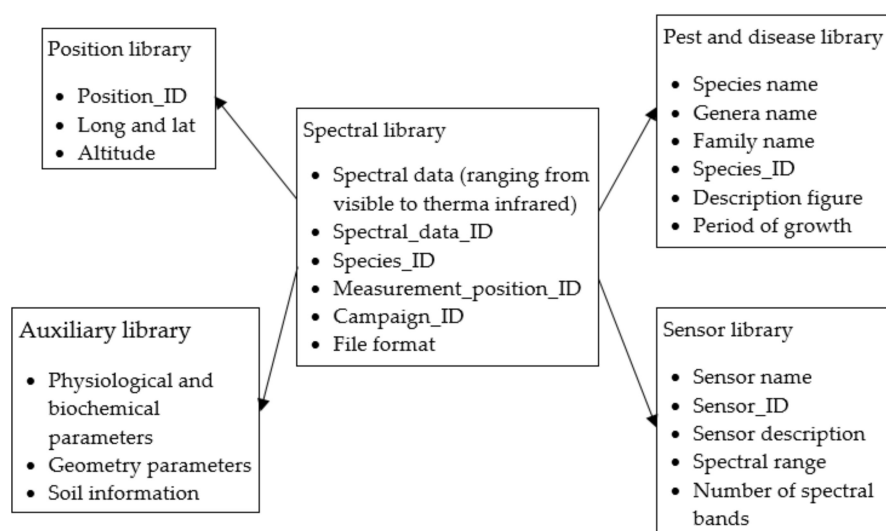 Position library
• Position_ID
• Long and lat
• Altitude
Spectral library
• Spectral data (ranging from
visible to therma infrared)
• Spectral_data_ID
• Species_ID
• Measurement_position_ID
• Campaign_ID
• File format
Pest and disease library
• Species name
• Genera name
• Family name
• Species_ID
• Description figure
• Period of growth
Auxiliary library
• Physiological and
biochemical
parameters
• Geometry parameters
• Soil information
Sensor library
• Sensor name
• Sensor_ID
• Sensor description
• Spectral range
• Number of spectral
bands